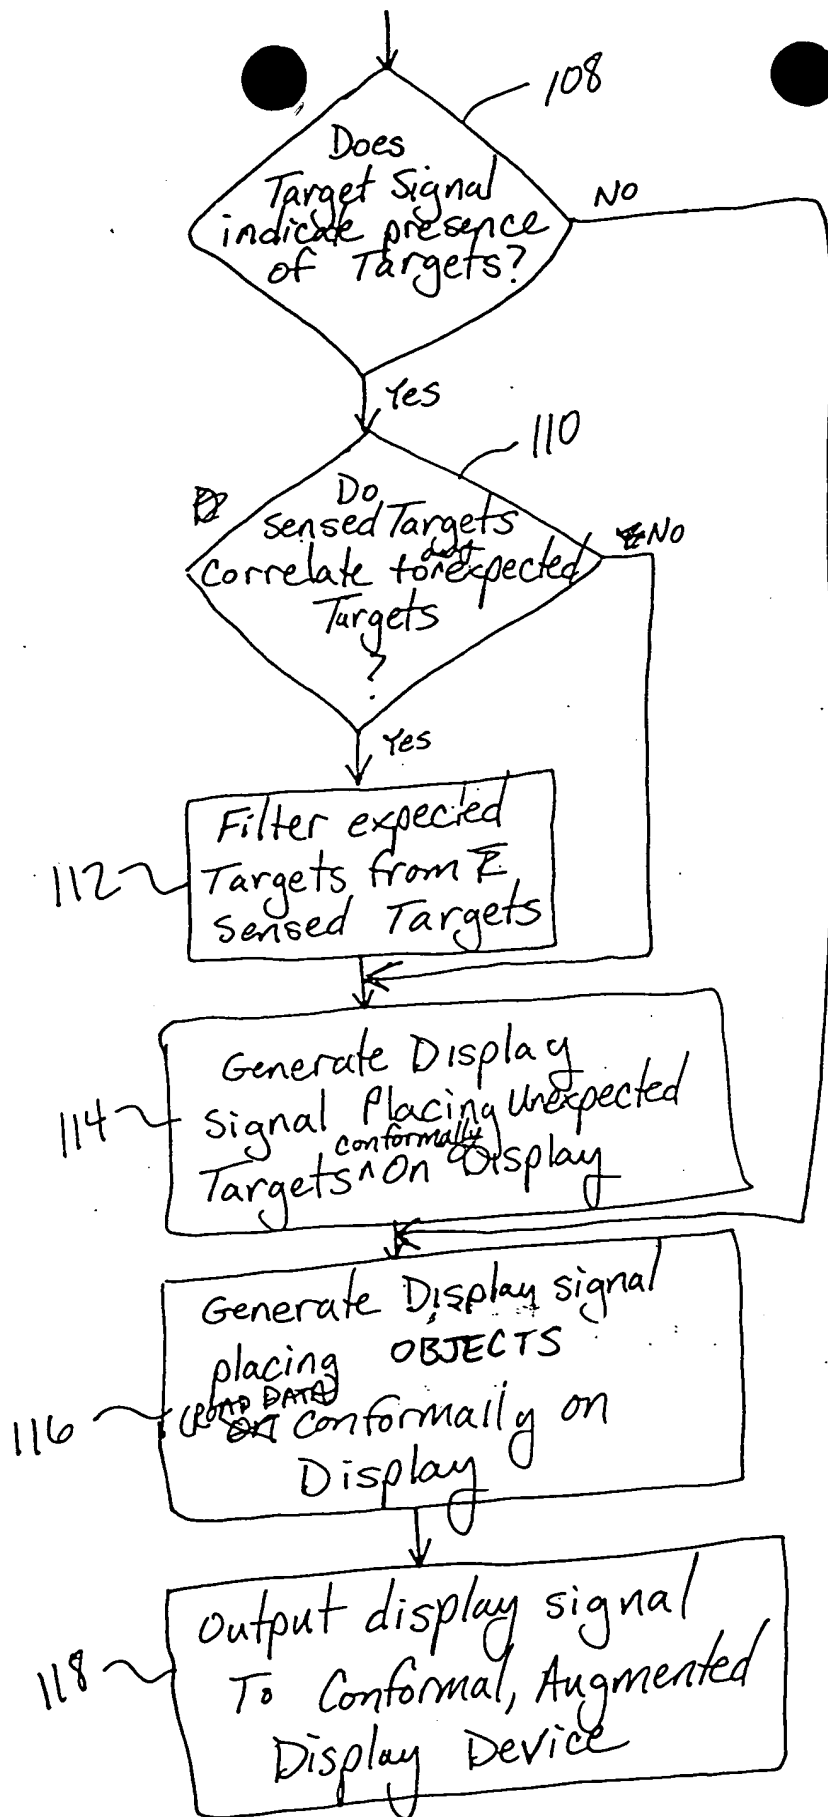 108
Does
Target Signal
indicate presence
of Targets?
No
Yes
110
Do
sensed Targets
correlate to expected
Targets
?
No
Yes
112
Filter expected
Targets from
sensed Targets
114
Generate Display
Signal Placing Unexpected
conformally
Targets ^ On Display
116
Generate Display signal
placing OBJECTS
(ROAD DATA)
conformally on
Display
118
Output display signal
To Conformal, Augmented
Display Device